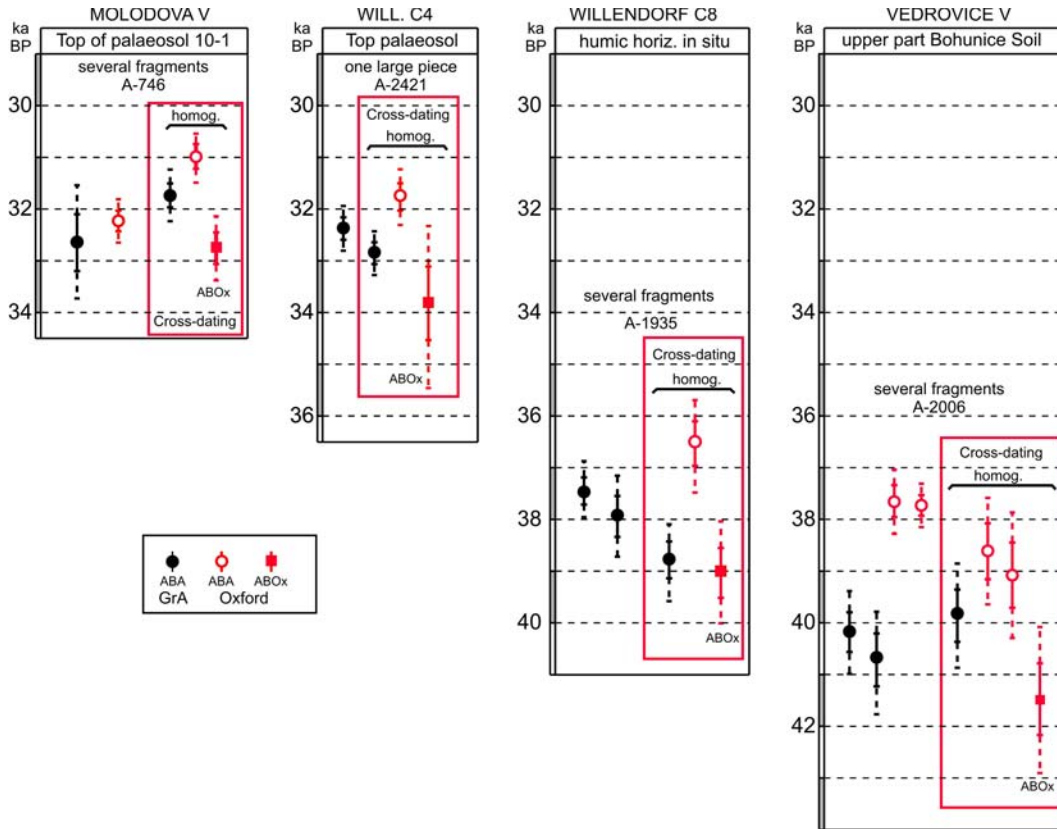 MOLODOVA V
ka
BP
Top of palaeosol 10-1
several fragments
A-746
homog.
ABOx
Cross-dating
30
32
34
WILL. C4
ka
BP
Top palaeosol
one large piece
A-2421
Cross-dating
homog.
ABOx
30
32
34
36
WILLENDORF C8
ka
BP
humic horiz. in situ
several fragments
A-1935
Cross-dating
homog.
ABOx
30
32
34
36
38
40
VEDROVICE V
ka
BP
upper part Bohunice Soil
several fragments
A-2006
Cross-dating
homog.
ABOx
30
32
34
36
38
40
42
ABA ABA ABOx
GrA Oxford